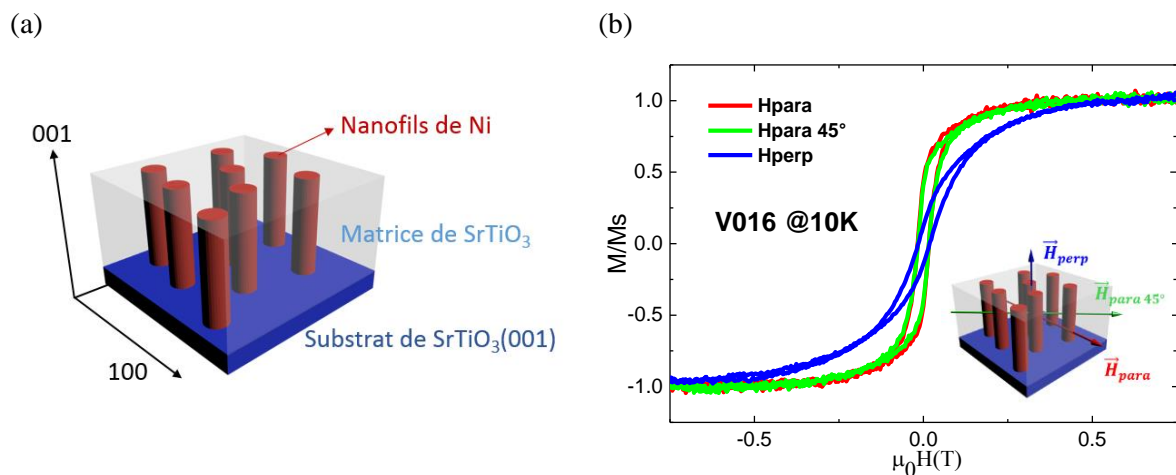 (a)
(b)
001
Nanofils de Ni
Matrice de SrTiO₃
Substrat de SrTiO₃(001)
100
1.0
0.5
0.0
-0.5
-1.0
M/Ms
Hpara
Hpara 45°
Hperp
V016 @10K
H⃗perp
H⃗para 45°
H⃗para
-0.5
0.0
0.5
μ₀H(T)